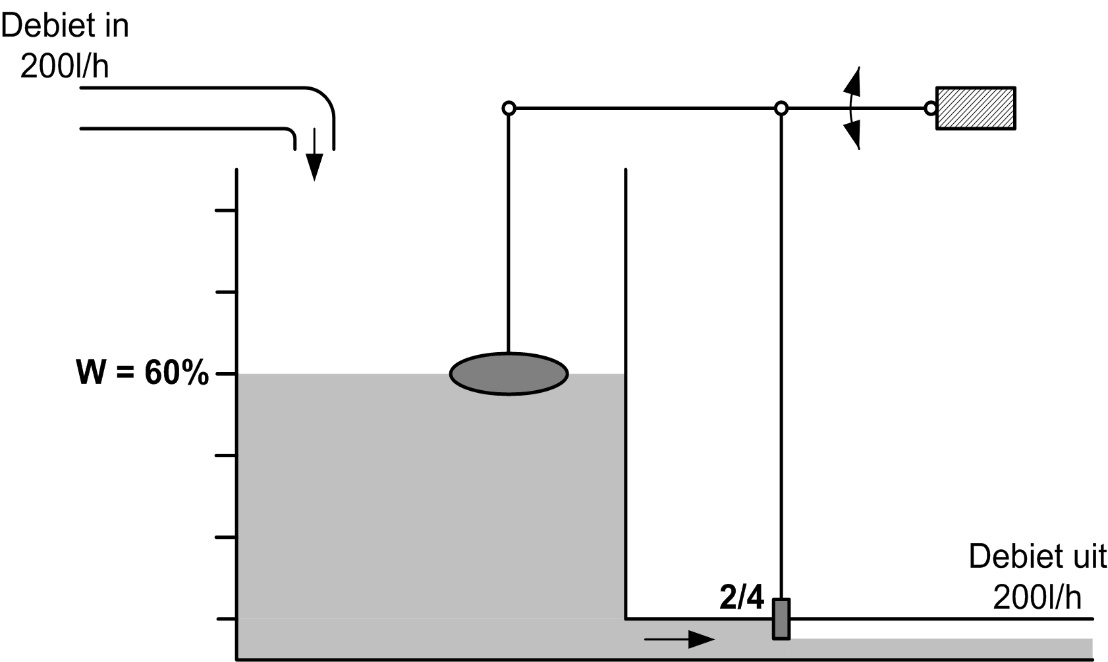 Debiet in
200l/h
W = 60%
Debiet uit
2/4
200l/h